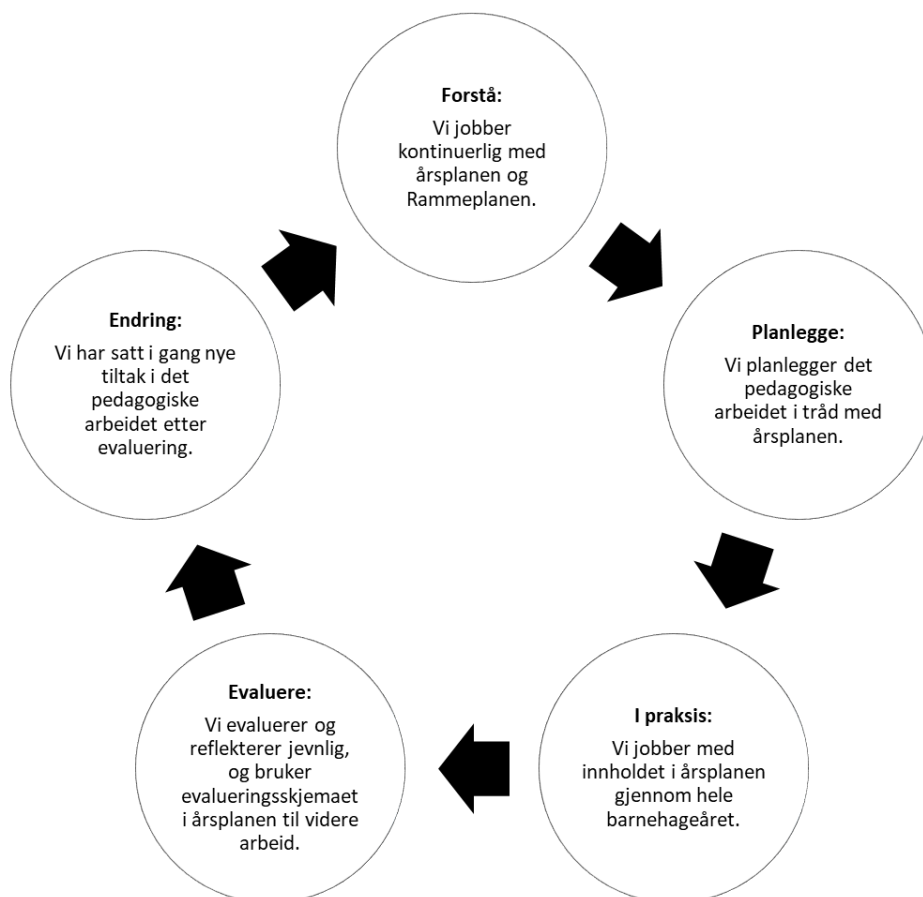 Forstå:
Vi jobber
kontinuerlig med
årsplanen og
Rammeplanen.
Planlegge:
Vi planlegger det
pedagogiske
arbeidet i tråd med
årsplanen.
I praksis:
Vi jobber med
innholdet i årsplanen
gjennom hele
barnehageåret.
Evaluere:
Vi evaluerer og
reflekterer jevnlig,
og bruker
evalueringsskjemaet
i årsplanen til videre
arbeid.
Endring:
Vi har satt i gang nye
tiltak i det
pedagogiske
arbeidet etter
evaluering.